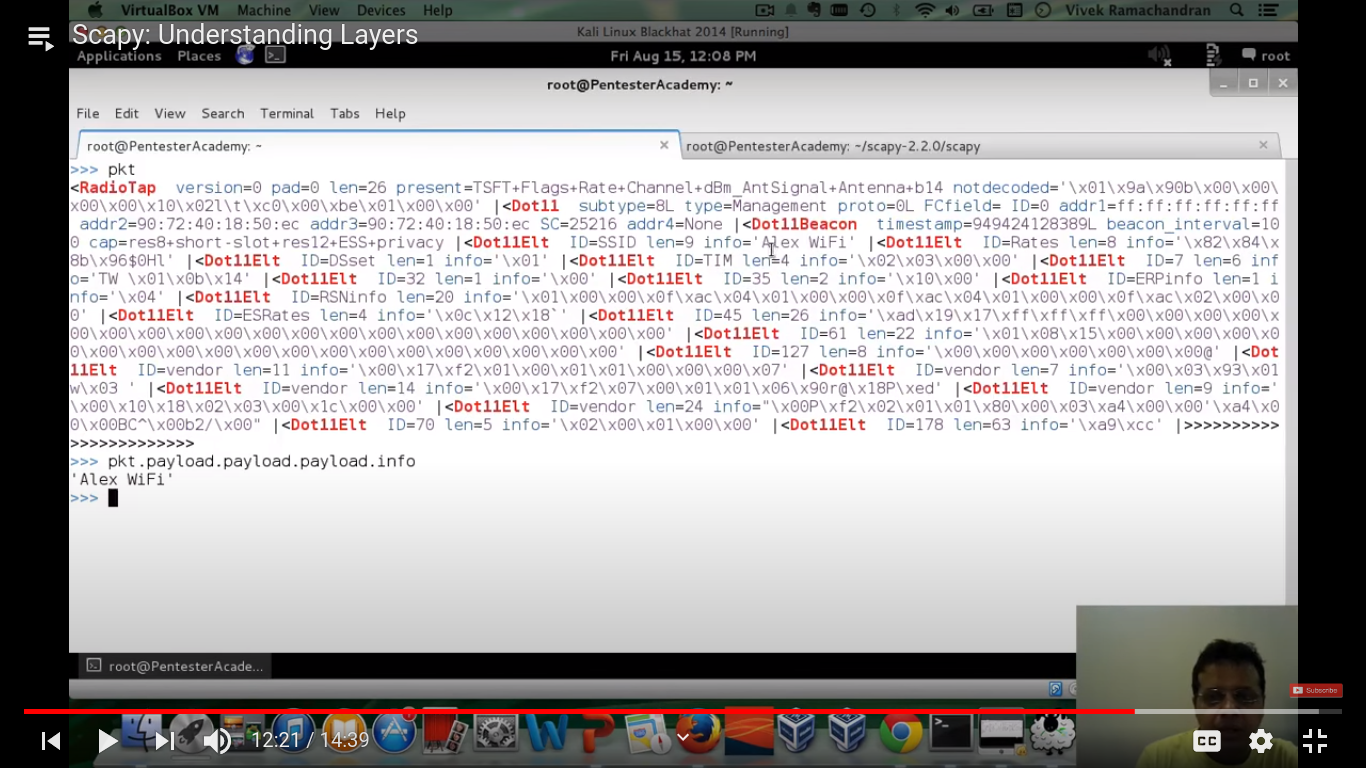 VirtualBox VM Machine View Devices Help Vivek Ramachandran
Scapy: Understanding Layers
Kali Linux Blackhat 2014 [Running]
Applications Places Fri Aug 15, 12:08 PM root
root@PentesterAcademy: ~
File Edit View Search Terminal Tabs Help
root@PentesterAcademy: ~ × root@PentesterAcademy: ~/scapy-2.2.0/scapy ×
>>> pkt
<RadioTap version=0 pad=0 len=26 present=TSFT+Flags+Rate+Channel+dBm_AntSignal+Antenna+b14 notdecoded='\x01\x9a\x90b\x00\x00\
x00\x00\x10\x02l\t\xc0\x00\xbe\x01\x00\x00' |<Dot11 subtype=8L type=Management proto=0L FCfield= ID=0 addr1=ff:ff:ff:ff:ff:ff
addr2=90:72:40:18:50:ec addr3=90:72:40:18:50:ec SC=25216 addr4=None |<Dot11Beacon timestamp=949424128389L beacon_interval=10
0 cap=res8+short-slot+res12+ESS+privacy |<Dot11Elt ID=SSID len=9 info='Alex WiFi' |<Dot11Elt ID=Rates len=8 info='\x82\x84\x
8b\x96$0Hl' |<Dot11Elt ID=DSset len=1 info='\x01' |<Dot11Elt ID=TIM len=4 info='\x02\x03\x00\x00' |<Dot11Elt ID=7 len=6 inf
o='TW \x01\x0b\x14' |<Dot11Elt ID=32 len=1 info='\x00' |<Dot11Elt ID=35 len=2 info='\x10\x00' |<Dot11Elt ID=ERPinfo len=1 i
nfo='\x04' |<Dot11Elt ID=RSNinfo len=20 info='\x01\x00\x00\x0f\xac\x04\x01\x00\x00\x0f\xac\x04\x01\x00\x00\x0f\xac\x02\x00\x0
0' |<Dot11Elt ID=ESRates len=4 info='\x0c\x12\x18`' |<Dot11Elt ID=45 len=26 info='\xad\x19\x17\xff\xff\xff\x00\x00\x00\x00\x
00\x00\x00\x00\x00\x00\x00\x00\x00\x00\x00\x00\x00\x00\x00\x00' |<Dot11Elt ID=61 len=22 info='\x01\x08\x15\x00\x00\x00\x00\x0
0\x00\x00\x00\x00\x00\x00\x00\x00\x00\x00\x00\x00\x00\x00' |<Dot11Elt ID=127 len=8 info='\x00\x00\x00\x00\x00\x00\x00@' |<Dot
11Elt ID=vendor len=11 info='\x00\x17\xf2\x01\x00\x01\x01\x00\x00\x00\x07' |<Dot11Elt ID=vendor len=7 info='\x00\x03\x93\x01
w\x03 ' |<Dot11Elt ID=vendor len=14 info='\x00\x17\xf2\x07\x00\x01\x01\x06\x90r@\x18P\xed' |<Dot11Elt ID=vendor len=9 info='
\x00\x10\x18\x02\x03\x00\x1c\x00\x00' |<Dot11Elt ID=vendor len=24 info="\x00P\xf2\x02\x01\x01\x80\x00\x03\xa4\x00\x00'\xa4\x0
0\x00BC^\x00b2/\x00" |<Dot11Elt ID=70 len=5 info='\x02\x00\x01\x00\x00' |<Dot11Elt ID=178 len=63 info='\xa9\xcc' |>>>>>>>>>>
>>>>>>>>>>>>>
>>> pkt.payload.payload.payload.info
'Alex WiFi'
>>>
root@PentesterAcade...
Subscribe
12:21 / 14:39
CC